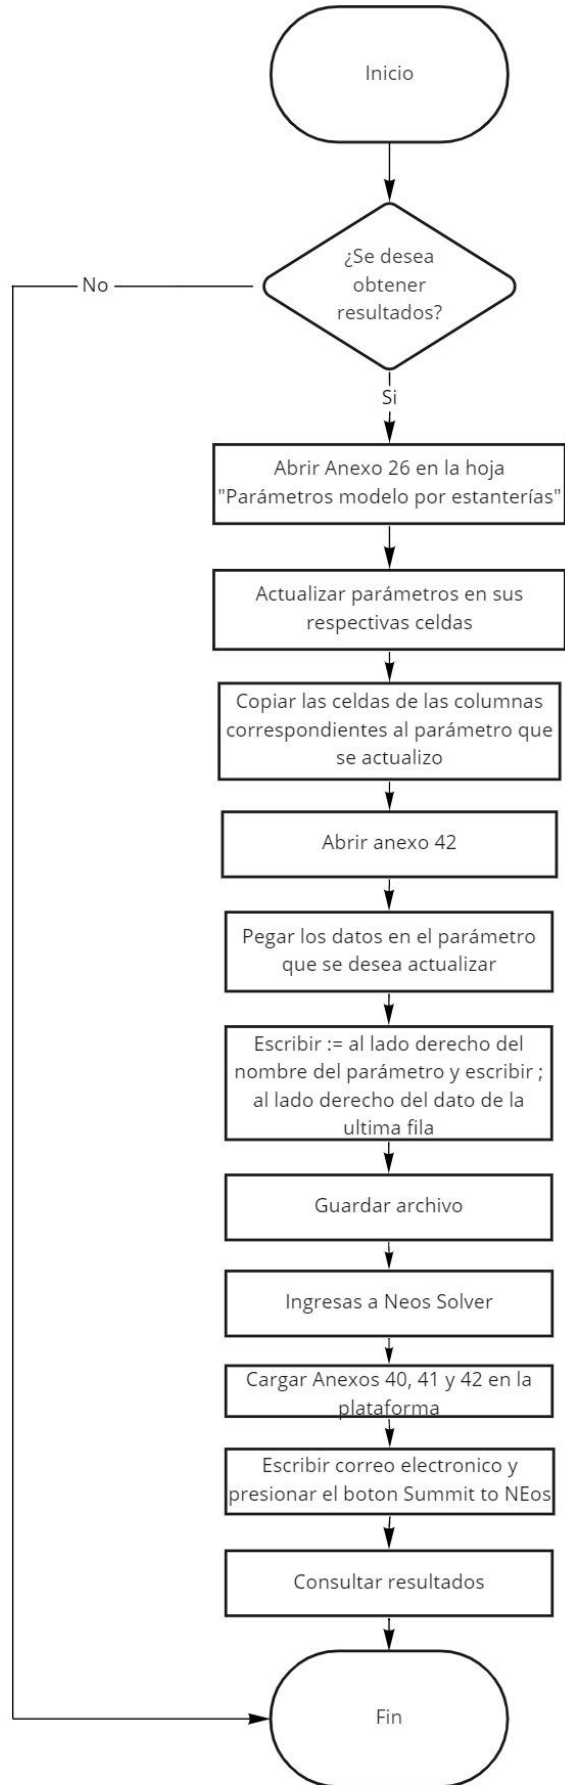 Inicio
¿Se desea
obtener
resultados?
No
Si
Abrir Anexo 26 en la hoja
"Parámetros modelo por estanterías"
Actualizar parámetros en sus
respectivas celdas
Copiar las celdas de las columnas
correspondientes al parámetro que
se actualizo
Abrir anexo 42
Pegar los datos en el parámetro
que se desea actualizar
Escribir := al lado derecho del
nombre del parámetro y escribir ;
al lado derecho del dato de la
ultima fila
Guardar archivo
Ingresas a Neos Solver
Cargar Anexos 40, 41 y 42 en la
plataforma
Escribir correo electronico y
presionar el boton Summit to NEos
Consultar resultados
Fin